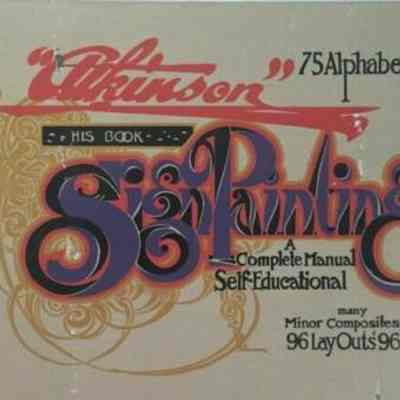 "Atkinson" 75 Alphabe
HIS BOOK
Sign Painting
A
Complete Manual
Self-Educational
many
Minor Composites
96 Lay Outs 96